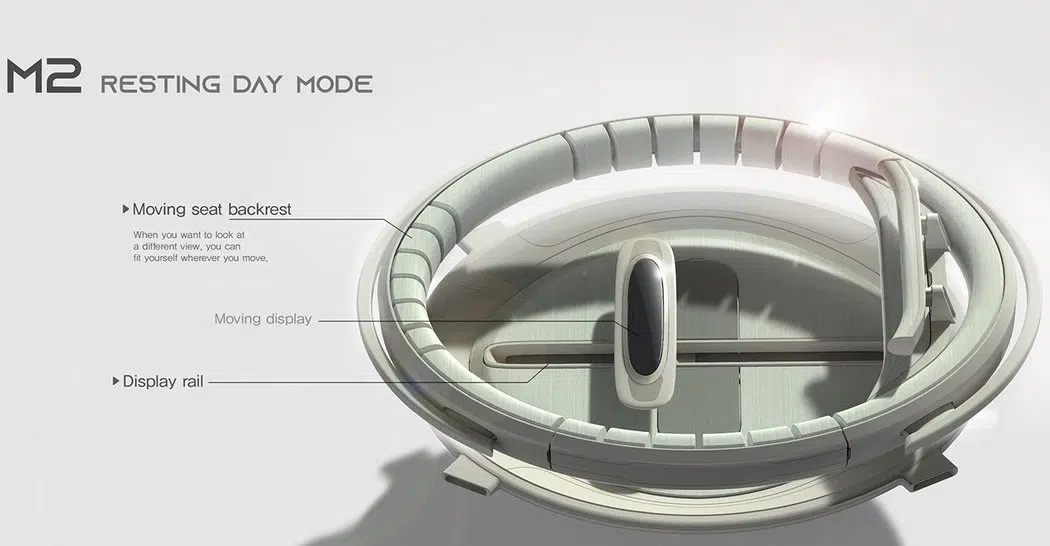 M2 RESTING DAY MODE
Moving seat backrest
When you want to look at
a different view, you can
fit yourself wherever you move.
Moving display
Display rail